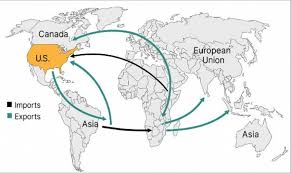 Canada
European
Union
U.S.
Imports
Exports
Asia
Asia